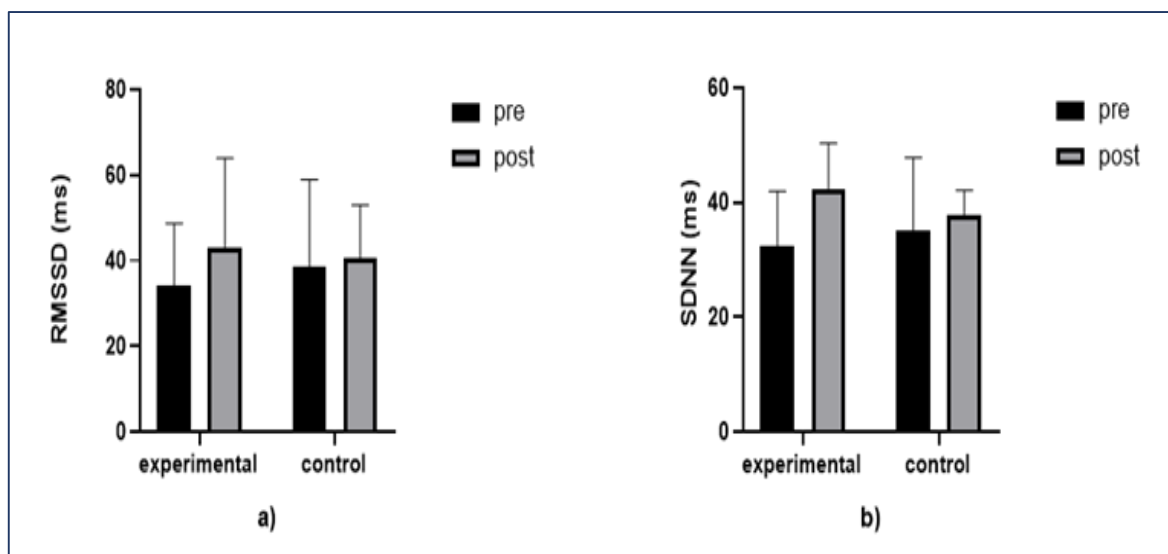 RMSSD (ms)
80
60
40
20
0
experimental
control
pre
post
a)
SDNN (ms)
60
40
20
0
experimental
control
pre
post
b)